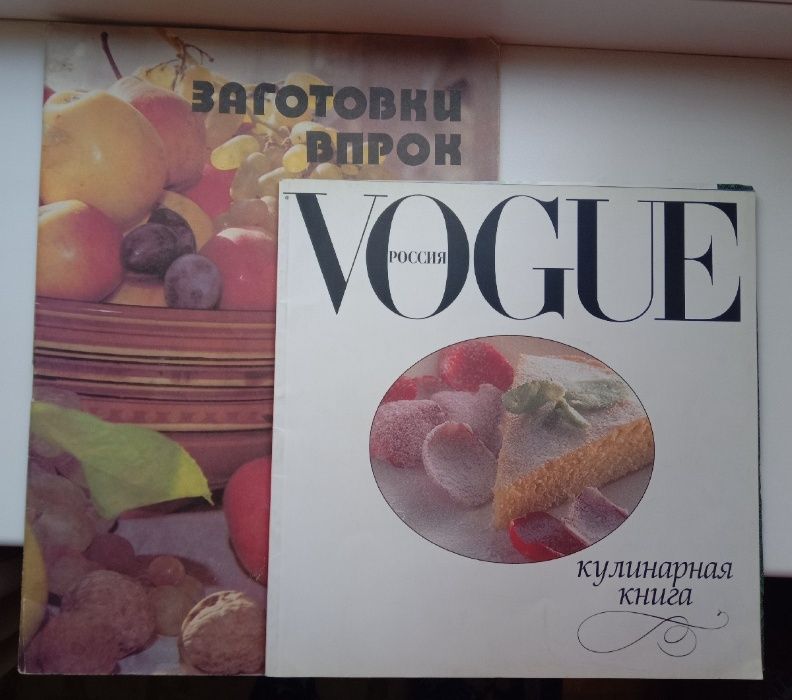 ЗАГОТОВКИ
ВПРОК
VOGUE
РОССИЯ
кулинарная
книга